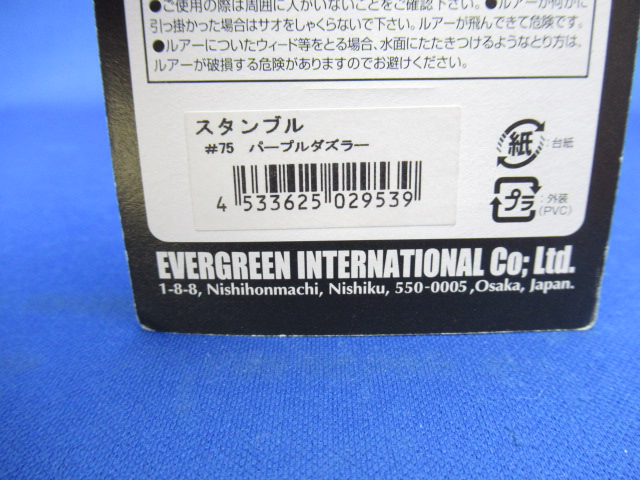 ●ご使用の際は周囲に人がいないことをご確認下さい。●ルアーが何かに
引っ掛かった場合はサオをしゃくらないで下さい。ルアーが飛んできて危険です。
●ルアーについたウィード等をとる場合、水面にたたきつけるようなとり方は、
ルアーが破損する危険がありますのでお避けください。
スタンブル
#75 パープルダズラー
4 533625 029539
紙 :台紙
プラ :外装
(PVC)
EVERGREEN INTERNATIONAL Co; Ltd.
1-8-8, Nishihonmachi, Nishiku, 550-0005 ,Osaka, Japan.